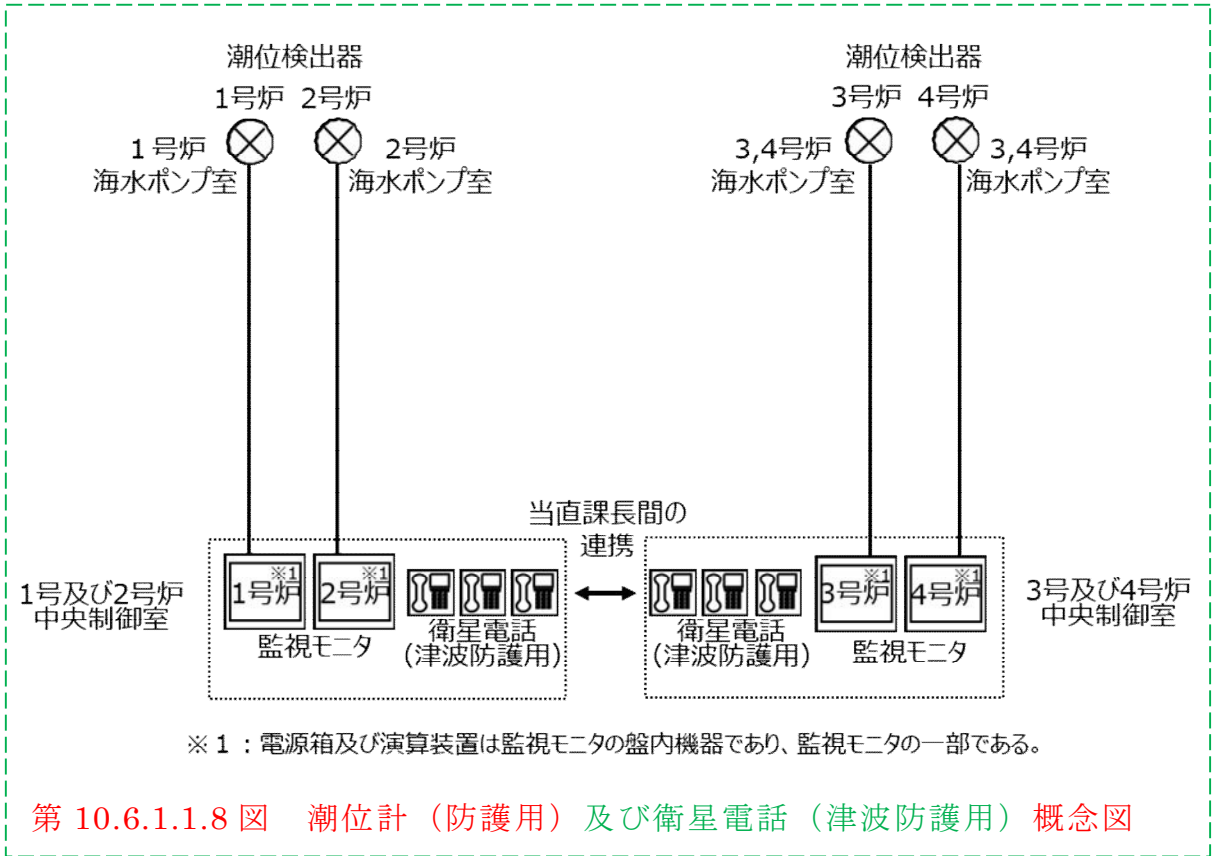 潮位検出器
1号炉 2号炉
1号炉
海水ポンプ室
2号炉
海水ポンプ室
潮位検出器
3号炉 4号炉
3,4号炉
海水ポンプ室
3,4号炉
海水ポンプ室
当直課長間の
連携
1号及び2号炉
中央制御室
※1
1号炉
※1
2号炉
監視モニタ
衛星電話
(津波防護用)
衛星電話
(津波防護用)
※1
3号炉
※1
4号炉
監視モニタ
3号及び4号炉
中央制御室
※1：電源箱及び演算装置は監視モニタの盤内機器であり、監視モニタの一部である。
第 10.6.1.1.8 図　潮位計（防護用）及び衛星電話（津波防護用）概念図